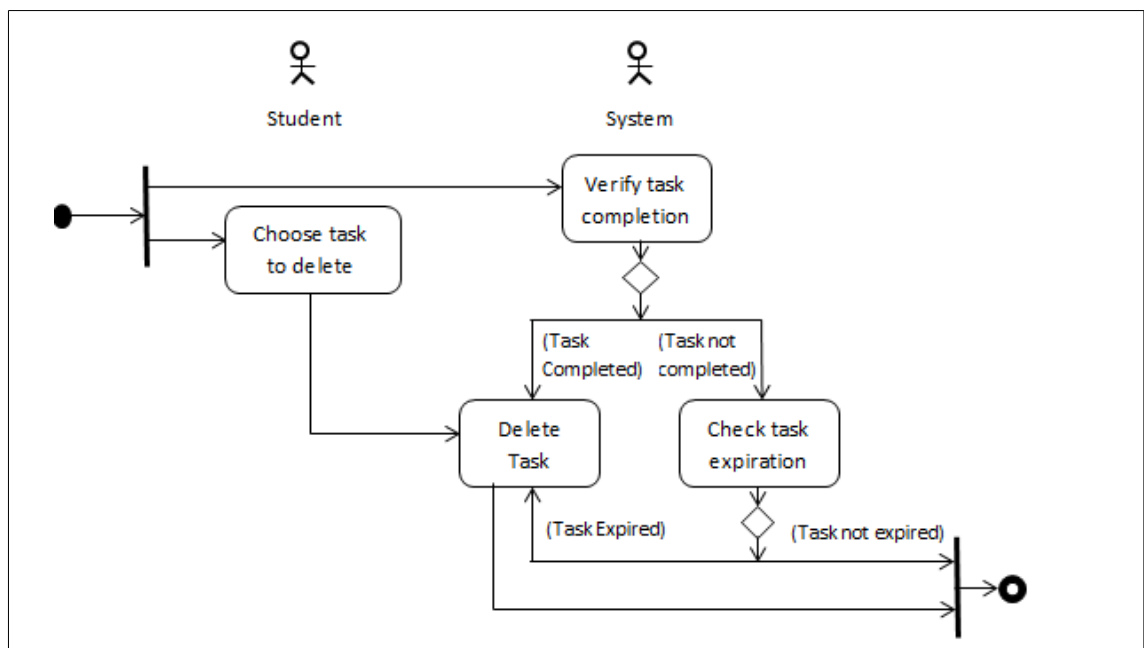 Student
System
Verify task
completion
Choose task
to delete
(Task
Completed)
(Task not
completed)
Delete
Task
Check task
expiration
(Task Expired)
(Task not expired)